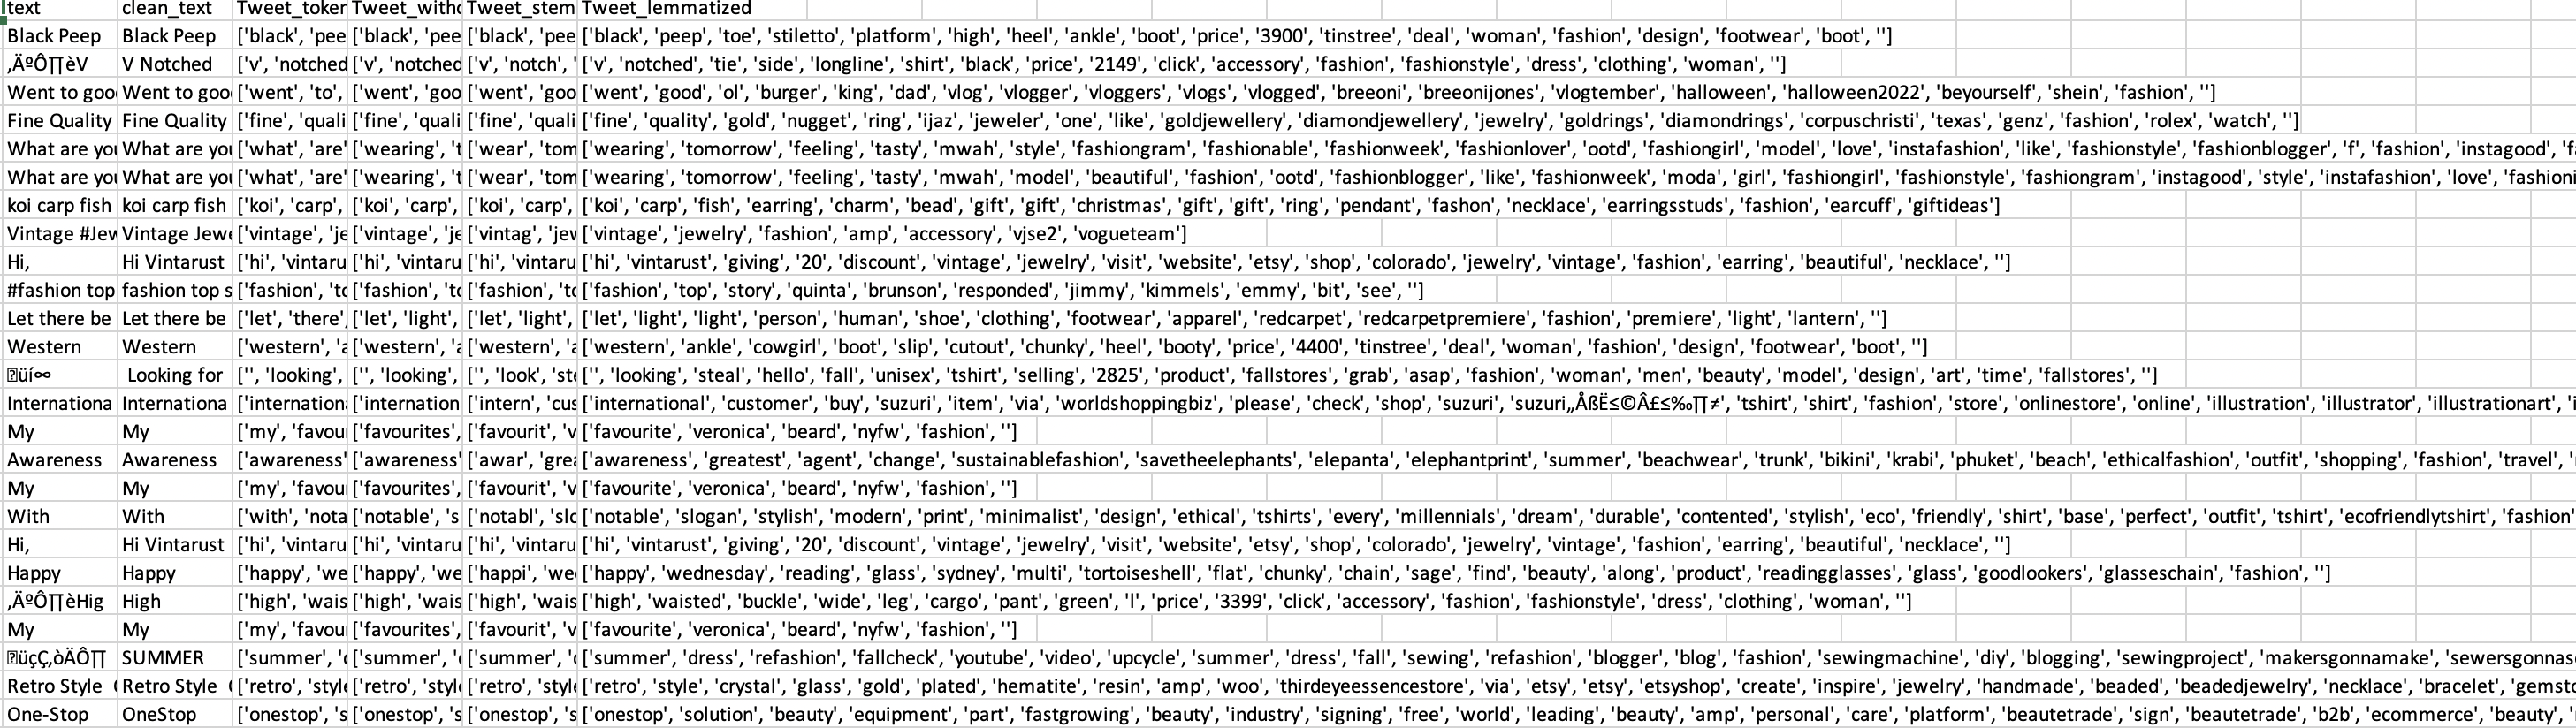 text clean_text Tweet_token Tweet_witho Tweet_stem Tweet_lemmatized
Black Peep Black Peep ['black', 'pee ['black', 'pee ['black', 'pee ['black', 'peep', 'toe', 'stiletto', 'platform', 'high', 'heel', 'ankle', 'boot', 'price', '3900', 'tinstree', 'deal', 'woman', 'fashion', 'design', 'footwear', 'boot', '']
‚ÄºÔ∏èV V Notched ['v', 'notched ['v', 'notched ['v', 'notch', ' ['v', 'notched', 'tie', 'side', 'longline', 'shirt', 'black', 'price', '2149', 'click', 'accessory', 'fashion', 'fashionstyle', 'dress', 'clothing', 'woman', '']
Went to goo Went to goo ['went', 'to', ['went', 'goo ['went', 'goo ['went', 'good', 'ol', 'burger', 'king', 'dad', 'vlog', 'vlogger', 'vloggers', 'vlogs', 'vlogged', 'breeoni', 'breeonijones', 'vlogtember', 'halloween', 'halloween2022', 'beyourself', 'shein', 'fashion', '']
Fine Quality Fine Quality ['fine', 'quali ['fine', 'quali ['fine', 'quali ['fine', 'quality', 'gold', 'nugget', 'ring', 'ijaz', 'jeweler', 'one', 'like', 'goldjewellery', 'diamondjewellery', 'jewelry', 'goldrings', 'diamondrings', 'corpuschristi', 'texas', 'genz', 'fashion', 'rolex', 'watch', '']
What are you What are you ['what', 'are' ['wearing', 't ['wear', 'tom ['wearing', 'tomorrow', 'feeling', 'tasty', 'mwah', 'style', 'fashiongram', 'fashionable', 'fashionweek', 'fashionlover', 'ootd', 'fashiongirl', 'model', 'love', 'instafashion', 'like', 'fashionstyle', 'fashionblogger', 'f', 'fashion', 'instagood', 'fa
What are you What are you ['what', 'are' ['wearing', 't ['wear', 'tom ['wearing', 'tomorrow', 'feeling', 'tasty', 'mwah', 'model', 'beautiful', 'fashion', 'ootd', 'fashionblogger', 'like', 'fashionweek', 'moda', 'girl', 'fashiongirl', 'fashionstyle', 'fashiongram', 'instagood', 'style', 'instafashion', 'love', 'fashioni
koi carp fish koi carp fish ['koi', 'carp', ['koi', 'carp', ['koi', 'carp', ['koi', 'carp', 'fish', 'earring', 'charm', 'bead', 'gift', 'gift', 'christmas', 'gift', 'gift', 'ring', 'pendant', 'fashon', 'necklace', 'earringsstuds', 'fashion', 'earcuff', 'giftideas']
Vintage #Jew Vintage Jewe ['vintage', 'je ['vintage', 'je ['vintag', 'jev ['vintage', 'jewelry', 'fashion', 'amp', 'accessory', 'vjse2', 'vogueteam']
Hi, Hi Vintarust ['hi', 'vintaru ['hi', 'vintaru ['hi', 'vintaru ['hi', 'vintarust', 'giving', '20', 'discount', 'vintage', 'jewelry', 'visit', 'website', 'etsy', 'shop', 'colorado', 'jewelry', 'vintage', 'fashion', 'earring', 'beautiful', 'necklace', '']
#fashion top fashion top s ['fashion', 'to ['fashion', 'to ['fashion', 'to ['fashion', 'top', 'story', 'quinta', 'brunson', 'responded', 'jimmy', 'kimmels', 'emmy', 'bit', 'see', '']
Let there be Let there be ['let', 'there', ['let', 'light', ['let', 'light', ['let', 'light', 'light', 'person', 'human', 'shoe', 'clothing', 'footwear', 'apparel', 'redcarpet', 'redcarpetpremiere', 'fashion', 'premiere', 'light', 'lantern', '']
Western Western ['western', 'a ['western', 'a ['western', 'a ['western', 'ankle', 'cowgirl', 'boot', 'slip', 'cutout', 'chunky', 'heel', 'booty', 'price', '4400', 'tinstree', 'deal', 'woman', 'fashion', 'design', 'footwear', 'boot', '']
üí∞ Looking for ['', 'looking', ['', 'looking', ['', 'look', 'ste ['', 'looking', 'steal', 'hello', 'fall', 'unisex', 'tshirt', 'selling', '2825', 'product', 'fallstores', 'grab', 'asap', 'fashion', 'woman', 'men', 'beauty', 'model', 'design', 'art', 'time', 'fallstores', '']
Internationa Internationa ['internation ['internation ['intern', 'cus ['international', 'customer', 'buy', 'suzuri', 'item', 'via', 'worldshoppingbiz', 'please', 'check', 'shop', 'suzuri', 'suzuri„ÅßË≤©Â£≤‰∏≠', 'tshirt', 'shirt', 'fashion', 'store', 'onlinestore', 'online', 'illustration', 'illustrator', 'illustrationart', 'i
My My ['my', 'favou ['favourites', ['favourit', 'v ['favourite', 'veronica', 'beard', 'nyfw', 'fashion', '']
Awareness Awareness ['awareness' ['awareness' ['awar', 'grea ['awareness', 'greatest', 'agent', 'change', 'sustainablefashion', 'savetheelephants', 'elepanta', 'elephantprint', 'summer', 'beachwear', 'trunk', 'bikini', 'krabi', 'phuket', 'beach', 'ethicalfashion', 'outfit', 'shopping', 'fashion', 'travel', '
My My ['my', 'favou ['favourites', ['favourit', 'v ['favourite', 'veronica', 'beard', 'nyfw', 'fashion', '']
With With ['with', 'nota ['notable', 's ['notabl', 'slo ['notable', 'slogan', 'stylish', 'modern', 'print', 'minimalist', 'design', 'ethical', 'tshirts', 'every', 'millennials', 'dream', 'durable', 'contented', 'stylish', 'eco', 'friendly', 'shirt', 'base', 'perfect', 'outfit', 'tshirt', 'ecofriendlytshirt', 'fashion'
Hi, Hi Vintarust ['hi', 'vintaru ['hi', 'vintaru ['hi', 'vintaru ['hi', 'vintarust', 'giving', '20', 'discount', 'vintage', 'jewelry', 'visit', 'website', 'etsy', 'shop', 'colorado', 'jewelry', 'vintage', 'fashion', 'earring', 'beautiful', 'necklace', '']
Happy Happy ['happy', 'we ['happy', 'we ['happi', 'we ['happy', 'wednesday', 'reading', 'glass', 'sydney', 'multi', 'tortoiseshell', 'flat', 'chunky', 'chain', 'sage', 'find', 'beauty', 'along', 'product', 'readingglasses', 'glass', 'goodlookers', 'glasseschain', 'fashion', '']
‚ÄºÔ∏èHig High ['high', 'wais ['high', 'wais ['high', 'wais ['high', 'waisted', 'buckle', 'wide', 'leg', 'cargo', 'pant', 'green', 'l', 'price', '3399', 'click', 'accessory', 'fashion', 'fashionstyle', 'dress', 'clothing', 'woman', '']
My My ['my', 'favou ['favourites', ['favourit', 'v ['favourite', 'veronica', 'beard', 'nyfw', 'fashion', '']
üçÇ‚òÄÔ∏ SUMMER ['summer', 'd ['summer', 'd ['summer', 'd ['summer', 'dress', 'refashion', 'fallcheck', 'youtube', 'video', 'upcycle', 'summer', 'dress', 'fall', 'sewing', 'refashion', 'blogger', 'blog', 'fashion', 'sewingmachine', 'diy', 'blogging', 'sewingproject', 'makersgonnamake', 'sewersgonnas
Retro Style ( Retro Style ( ['retro', 'style ['retro', 'style ['retro', 'style ['retro', 'style', 'crystal', 'glass', 'gold', 'plated', 'hematite', 'resin', 'amp', 'woo', 'thirdeyeessencestore', 'via', 'etsy', 'etsy', 'etsyshop', 'create', 'inspire', 'jewelry', 'handmade', 'beaded', 'beadedjewelry', 'necklace', 'bracelet', 'gemsto
One-Stop OneStop ['onestop', 's ['onestop', 's ['onestop', 's ['onestop', 'solution', 'beauty', 'equipment', 'part', 'fastgrowing', 'beauty', 'industry', 'signing', 'free', 'world', 'leading', 'beauty', 'amp', 'personal', 'care', 'platform', 'beautetrade', 'sign', 'beautetrade', 'b2b', 'ecommerce', 'beauty',